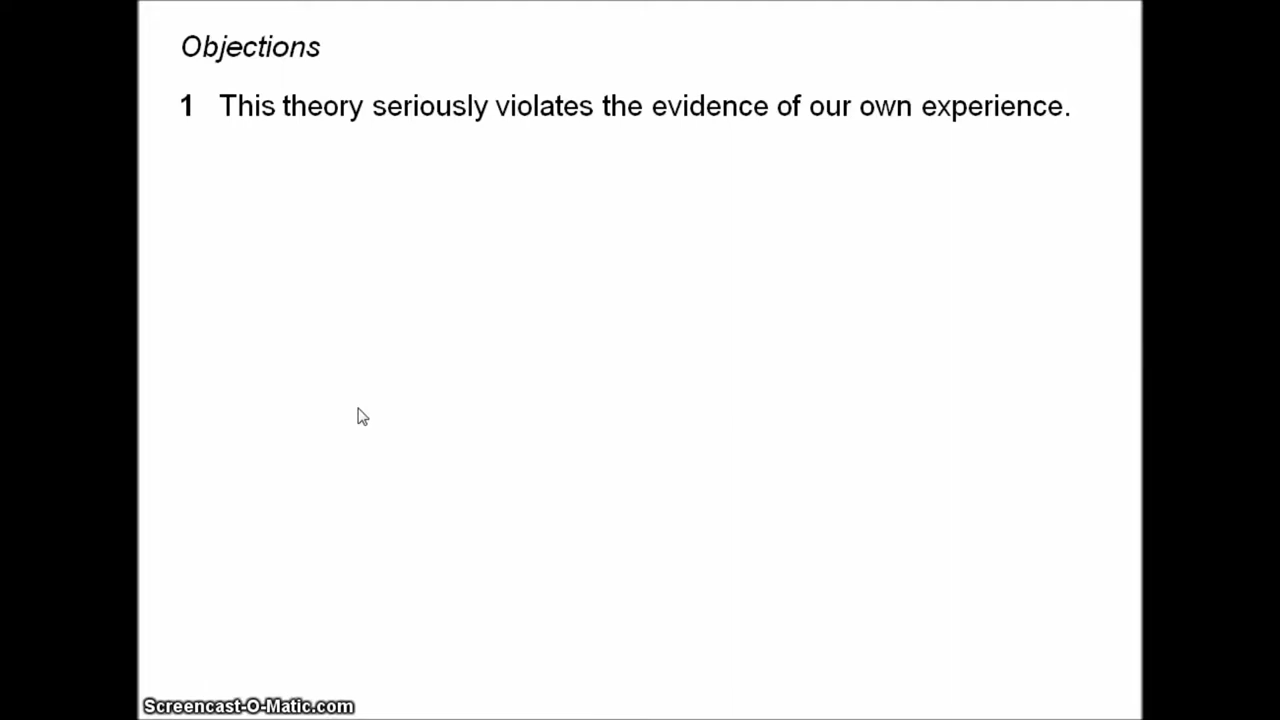 Objections
1 This theory seriously violates the evidence of our own experience.
Screencast-O-Matic.com